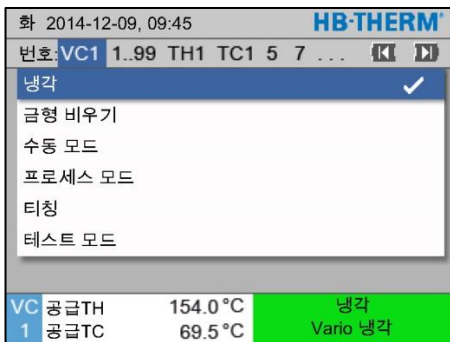 화 2014-12-09, 09:45 HB-THERM®
번호: VC1 1..99 TH1 TC1 5 7 ...
냉각
금형 비우기
수동 모드
프로세스 모드
티칭
테스트 모드
VC 공급TH 154.0 °C 냉각
1 공급TC 69.5 °C Vario 냉각